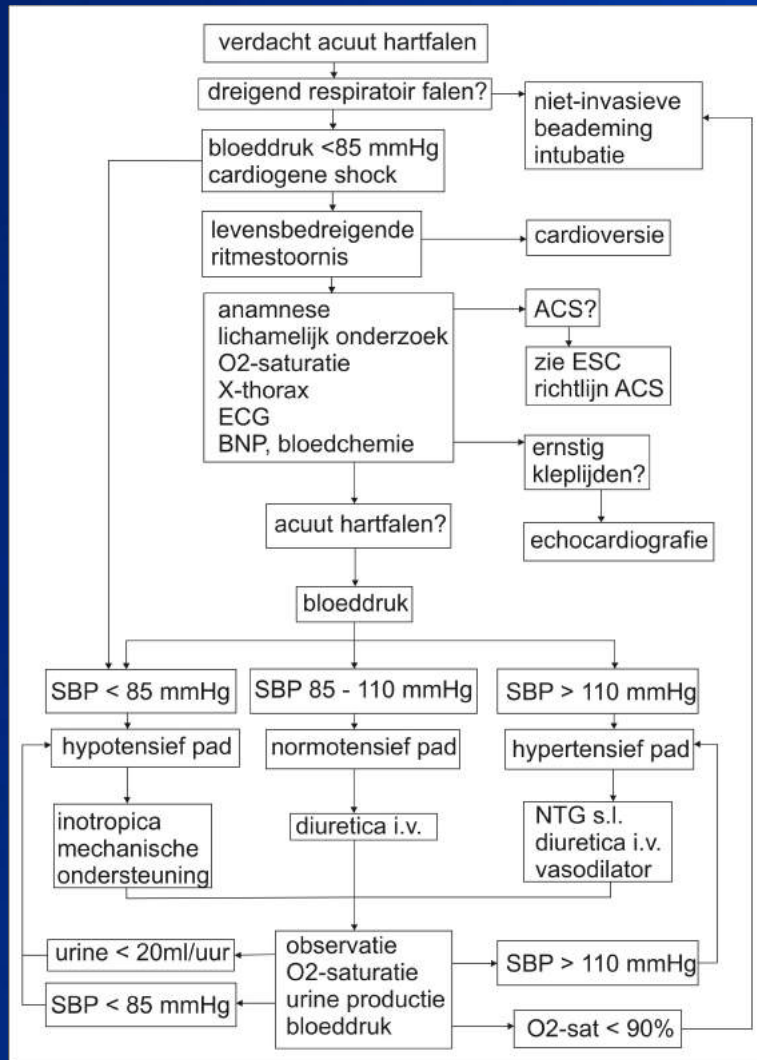 verdacht acuut hartfalen
dreigend respiratoir falen?
niet-invasieve
beademing
intubatie
bloeddruk <85 mmHg
cardiogene shock
levensbedreigende
ritmestoornis
cardioversie
anamnese
lichamelijk onderzoek
O2-saturatie
X-thorax
ECG
BNP, bloedchemie
ACS?
zie ESC
richtlijn ACS
ernstig
kleplijden?
echocardiografie
acuut hartfalen?
bloeddruk
SBP < 85 mmHg
SBP 85 - 110 mmHg
SBP > 110 mmHg
hypotensief pad
normotensief pad
hypertensief pad
inotropica
mechanische
ondersteuning
diuretica i.v.
NTG s.l.
diuretica i.v.
vasodilator
urine < 20ml/uur
SBP < 85 mmHg
observatie
O2-saturatie
urine productie
bloeddruk
SBP > 110 mmHg
O2-sat < 90%